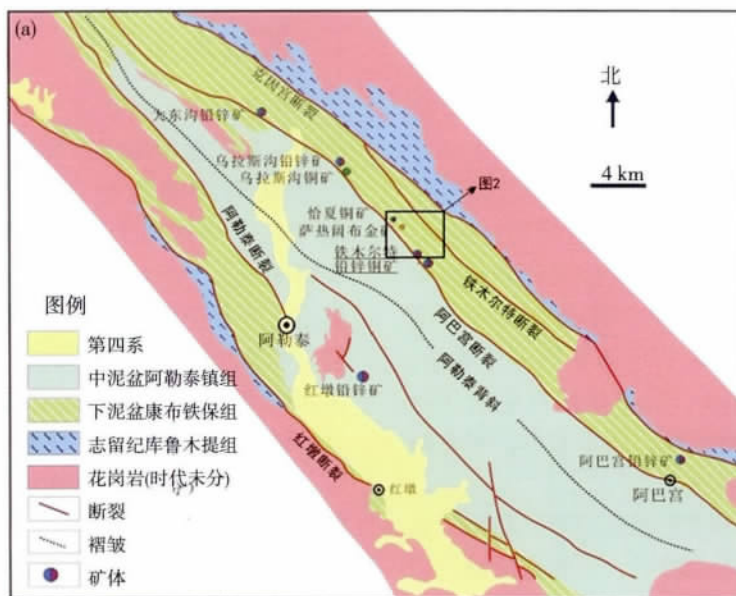 (a)
北
4 km
克因宫断裂
大东沟铅锌矿
乌拉斯沟铅锌矿
乌拉斯沟铜矿
图2
恰夏铜矿
萨热阔布金矿
铁木尔特
铅锌铜矿
阿勒泰断裂
铁木尔特断裂
阿巴宫断裂
阿勒泰背斜
阿勒泰
红墩铅锌矿
红墩断裂
红墩
阿巴宫铅锌矿
阿巴宫
图例
第四系
中泥盆阿勒泰镇组
下泥盆康布铁保组
志留纪库鲁木提组
花岗岩(时代未分)
断裂
褶皱
矿体